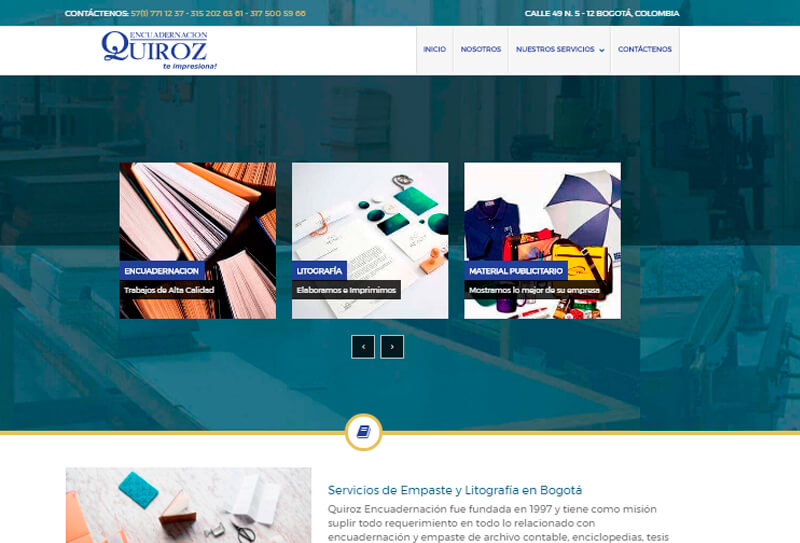 CONTÁCTENOS: 57(1) 771 12 37 - 315 202 63 61 - 317 500 59 66
CALLE 49 N. 5 - 12 BOGOTÁ, COLOMBIA
ENCUADERNACION
QUIROZ
te impresiona!
INICIO
NOSOTROS
NUESTROS SERVICIOS
CONTÁCTENOS
ENCUADERNACION
Trabajos de Alta Calidad
LITOGRAFÍA
Elaboramos e Imprimimos
MATERIAL PUBLICITARIO
Mostramos lo mejor de su empresa
Servicios de Empaste y Litografía en Bogotá
Quiroz Encuadernación fue fundada en 1997 y tiene como misión
suplir todo requerimiento en todo lo relacionado con
encuadernación y empaste de archivo contable, enciclopedias, tesis